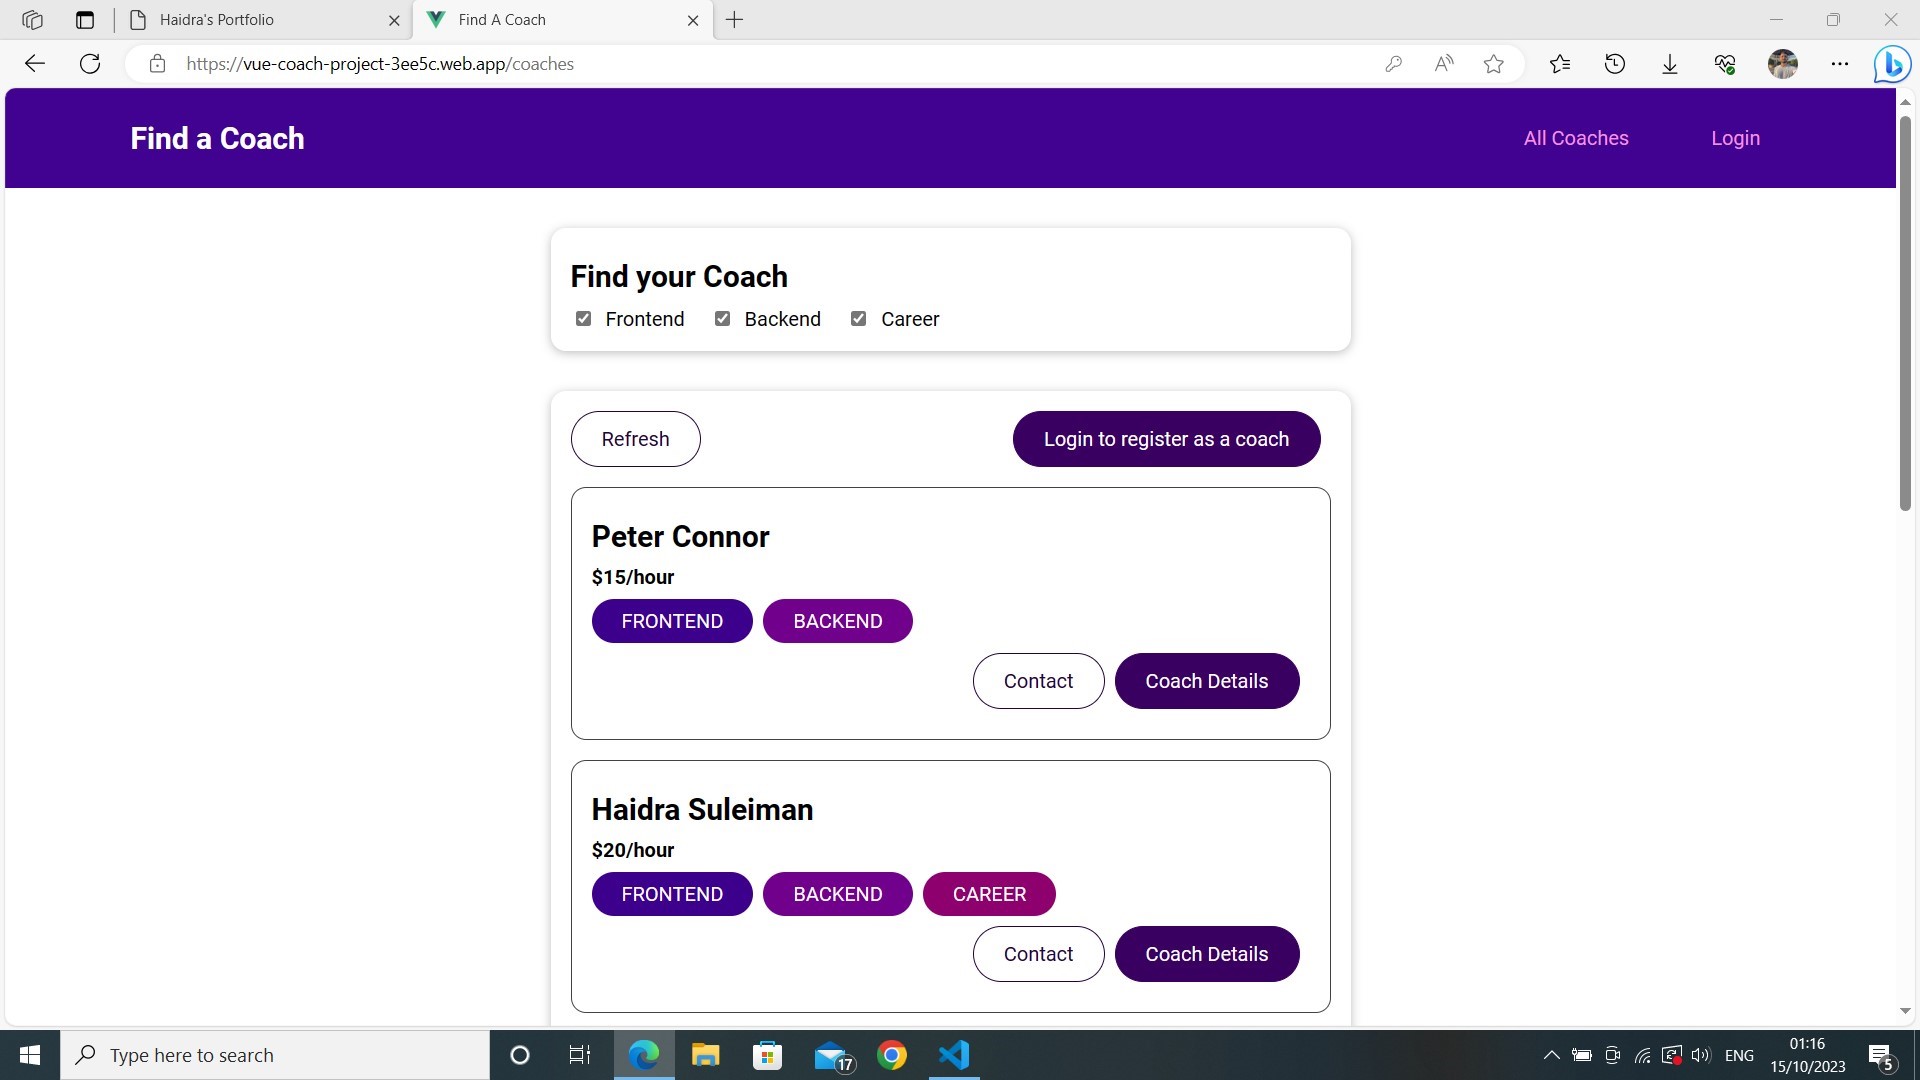 Haidra's Portfolio
Find A Coach
https://vue-coach-project-3ee5c.web.app/coaches
Find a Coach
All Coaches
Login
Find your Coach
Frontend
Backend
Career
Refresh
Login to register as a coach
Peter Connor
$15/hour
FRONTEND
BACKEND
Contact
Coach Details
Haidra Suleiman
$20/hour
FRONTEND
BACKEND
CAREER
Contact
Coach Details
Type here to search
17
ENG
01:16
15/10/2023
5